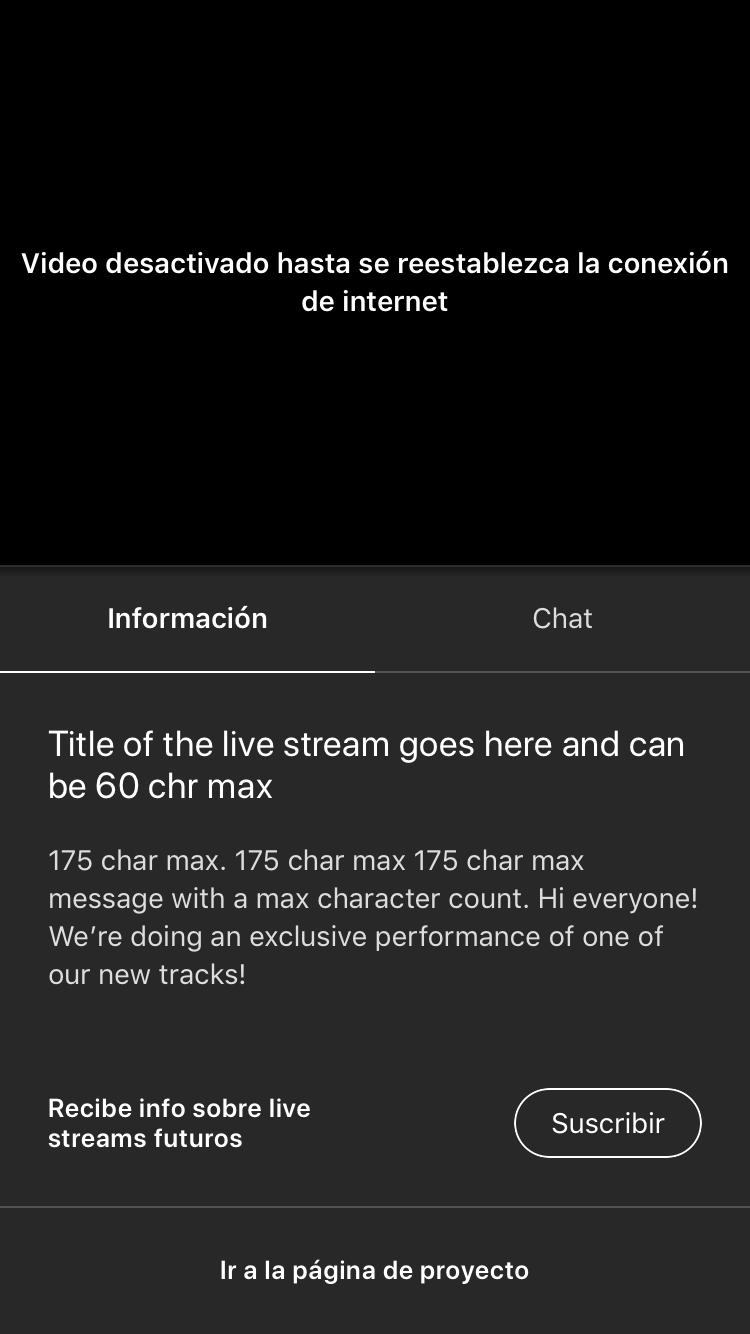 Video desactivado hasta se reestablezca la conexión
de internet
Información
Chat
Title of the live stream goes here and can
be 60 chr max
175 char max. 175 char max 175 char max
message with a max character count. Hi everyone!
We’re doing an exclusive performance of one of
our new tracks!
Recibe info sobre live
streams futuros
Suscribir
Ir a la página de proyecto